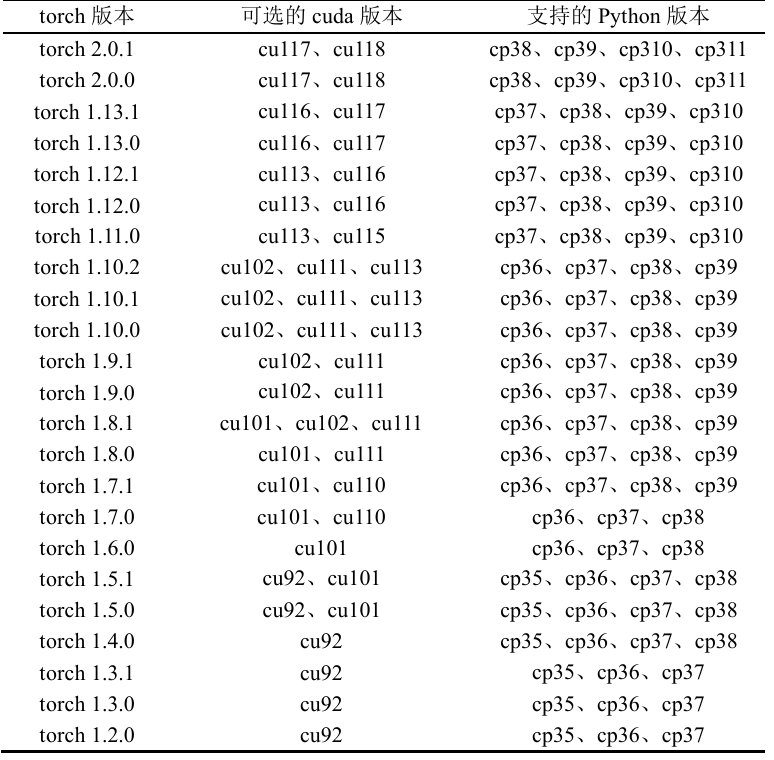 torch 版本 可选的 cuda 版本 支持的 Python 版本
torch 2.0.1 cu117、cu118 cp38、cp39、cp310、cp311
torch 2.0.0 cu117、cu118 cp38、cp39、cp310、cp311
torch 1.13.1 cu116、cu117 cp37、cp38、cp39、cp310
torch 1.13.0 cu116、cu117 cp37、cp38、cp39、cp310
torch 1.12.1 cu113、cu116 cp37、cp38、cp39、cp310
torch 1.12.0 cu113、cu116 cp37、cp38、cp39、cp310
torch 1.11.0 cu113、cu115 cp37、cp38、cp39、cp310
torch 1.10.2 cu102、cu111、cu113 cp36、cp37、cp38、cp39
torch 1.10.1 cu102、cu111、cu113 cp36、cp37、cp38、cp39
torch 1.10.0 cu102、cu111、cu113 cp36、cp37、cp38、cp39
torch 1.9.1 cu102、cu111 cp36、cp37、cp38、cp39
torch 1.9.0 cu102、cu111 cp36、cp37、cp38、cp39
torch 1.8.1 cu101、cu102、cu111 cp36、cp37、cp38、cp39
torch 1.8.0 cu101、cu111 cp36、cp37、cp38、cp39
torch 1.7.1 cu101、cu110 cp36、cp37、cp38、cp39
torch 1.7.0 cu101、cu110 cp36、cp37、cp38
torch 1.6.0 cu101 cp36、cp37、cp38
torch 1.5.1 cu92、cu101 cp35、cp36、cp37、cp38
torch 1.5.0 cu92、cu101 cp35、cp36、cp37、cp38
torch 1.4.0 cu92 cp35、cp36、cp37、cp38
torch 1.3.1 cu92 cp35、cp36、cp37
torch 1.3.0 cu92 cp35、cp36、cp37
torch 1.2.0 cu92 cp35、cp36、cp37